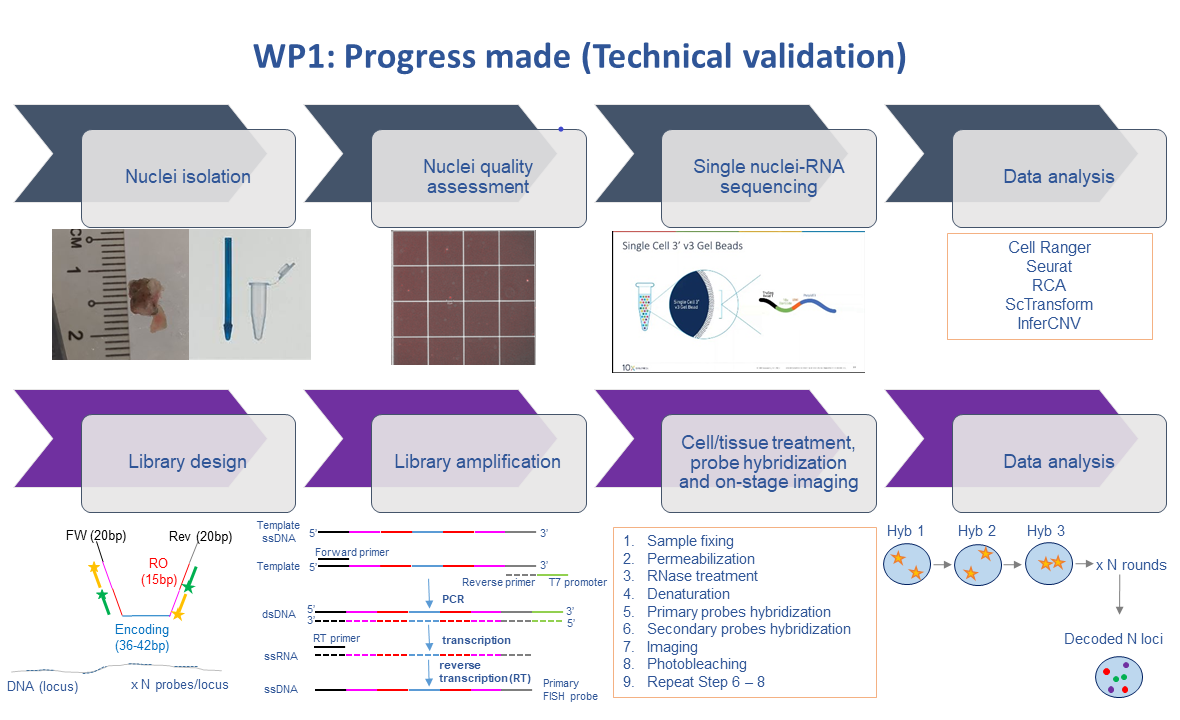 WP1: Progress made (Technical validation)
Nuclei isolation
Nuclei quality
assessment
Single nuclei-RNA
sequencing
Data analysis
CM
1
2
Single Cell 3’ v3 Gel Beads
Single Cell 3’
v3 Gel Bead
10x
Cell Ranger
Seurat
RCA
ScTransform
InferCNV
Library design
Library amplification
Cell/tissue treatment,
probe hybridization
and on-stage imaging
Data analysis
FW (20bp)
Rev (20bp)
RO
(15bp)
Encoding
(36-42bp)
DNA (locus)
x N probes/locus
Template
ssDNA
5’
3’
Forward primer
Template
5’
3’
Reverse primer
T7 promoter
PCR
dsDNA
5’
3’
3’
5’
RT primer
transcription
ssRNA
reverse
transcription (RT)
ssDNA
Primary
FISH probe
1. Sample fixing
2. Permeabilization
3. RNase treatment
4. Denaturation
5. Primary probes hybridization
6. Secondary probes hybridization
7. Imaging
8. Photobleaching
9. Repeat Step 6 – 8
Hyb 1
Hyb 2
Hyb 3
x N rounds
Decoded N loci